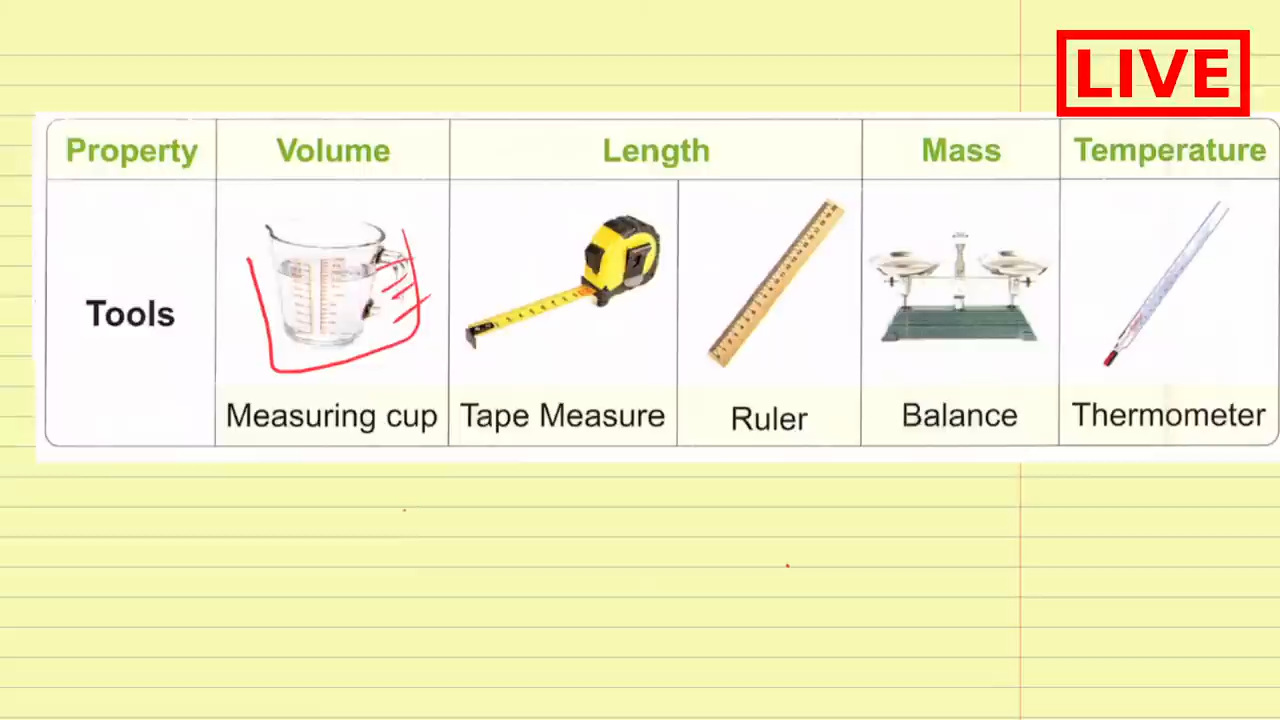 LIVE
Property Volume Length Mass Temperature
Tools
Measuring cup Tape Measure Ruler Balance Thermometer